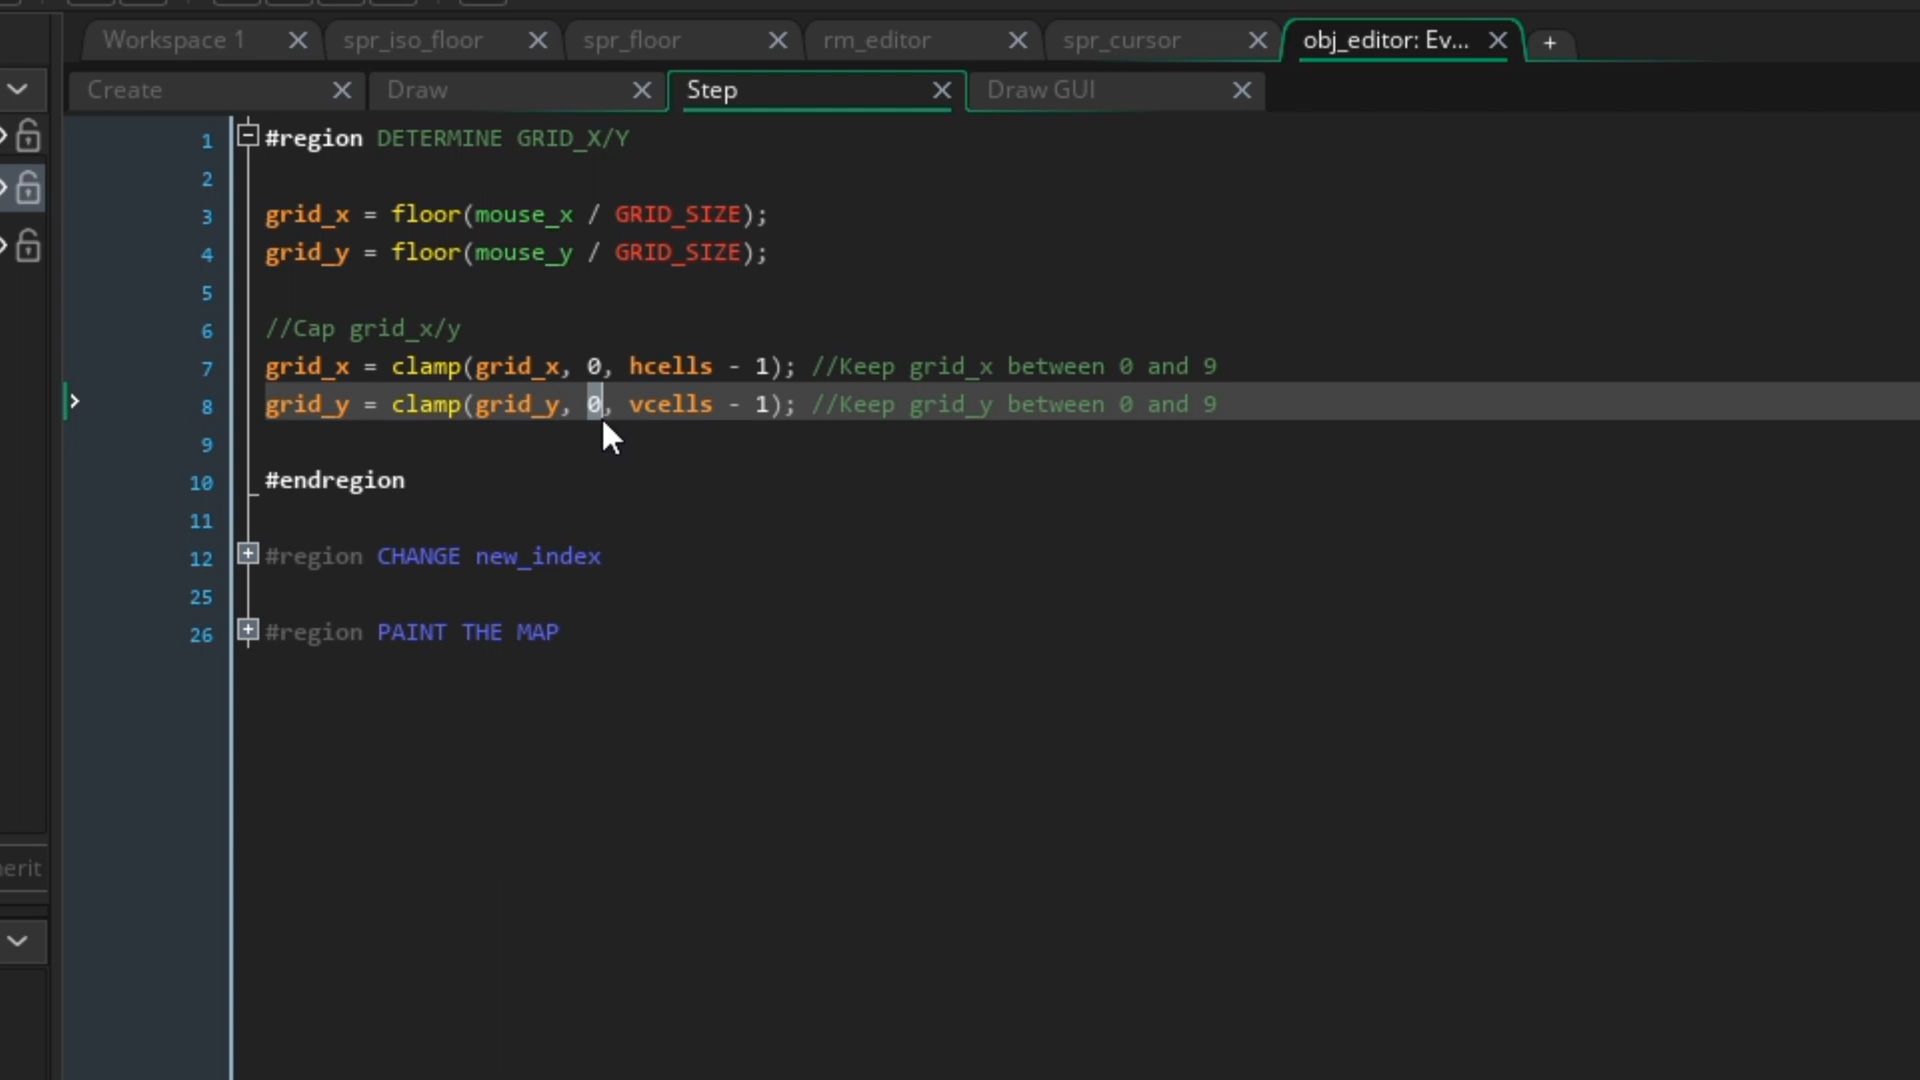 Workspace 1 spr_iso_floor spr_floor rm_editor spr_cursor obj_editor: Ev...
Create Draw Step Draw GUI
1 #region DETERMINE GRID_X/Y
2
3 grid_x = floor(mouse_x / GRID_SIZE);
4 grid_y = floor(mouse_y / GRID_SIZE);
5
6 //Cap grid_x/y
7 grid_x = clamp(grid_x, 0, hcells - 1); //Keep grid_x between 0 and 9
8 grid_y = clamp(grid_y, 0, vcells - 1); //Keep grid_y between 0 and 9
9
10 #endregion
11
12 #region CHANGE new_index
25
26 #region PAINT THE MAP